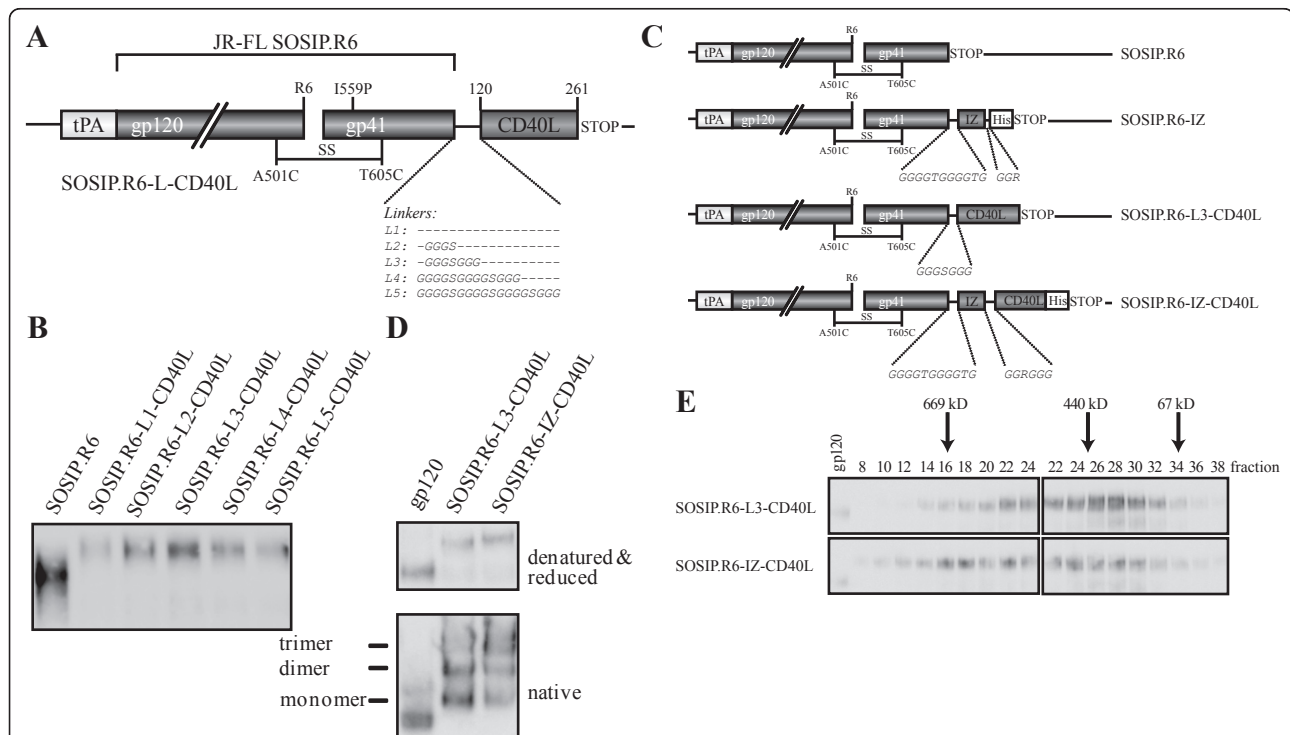 A
JR-FL SOSIP.R6
R6
I559P
120
261
tPA
gp120
gp41
CD40L
STOP
SS
A501C
T605C
SOSIP.R6-L-CD40L
Linkers:
L1: ------------------
L2: -GGGS-------------
L3: -GGGSGGG----------
L4: GGGGSGGGGSGGG-----
L5: GGGGSGGGGSGGGGSGGG
B
SOSIP.R6
SOSIP.R6-L1-CD40L
SOSIP.R6-L2-CD40L
SOSIP.R6-L3-CD40L
SOSIP.R6-L4-CD40L
SOSIP.R6-L5-CD40L
D
gp120
SOSIP.R6-L3-CD40L
SOSIP.R6-IZ-CD40L
denatured &
reduced
trimer
dimer
monomer
native
C
R6
tPA gp120 gp41 STOP SOSIP.R6
SS
A501C T605C
R6
tPA gp120 gp41 IZ His STOP SOSIP.R6-IZ
SS
A501C T605C
GGGGTGGGGTG GGR
R6
tPA gp120 gp41 CD40L STOP SOSIP.R6-L3-CD40L
SS
A501C T605C
GGGSGGG
R6
tPA gp120 gp41 IZ CD40L His STOP SOSIP.R6-IZ-CD40L
SS
A501C T605C
GGGGTGGGGTG GGRGGG
E
669 kD 440 kD 67 kD
gp120 8 10 12 14 16 18 20 22 24 22 24 26 28 30 32 34 36 38 fraction
SOSIP.R6-L3-CD40L
SOSIP.R6-IZ-CD40L